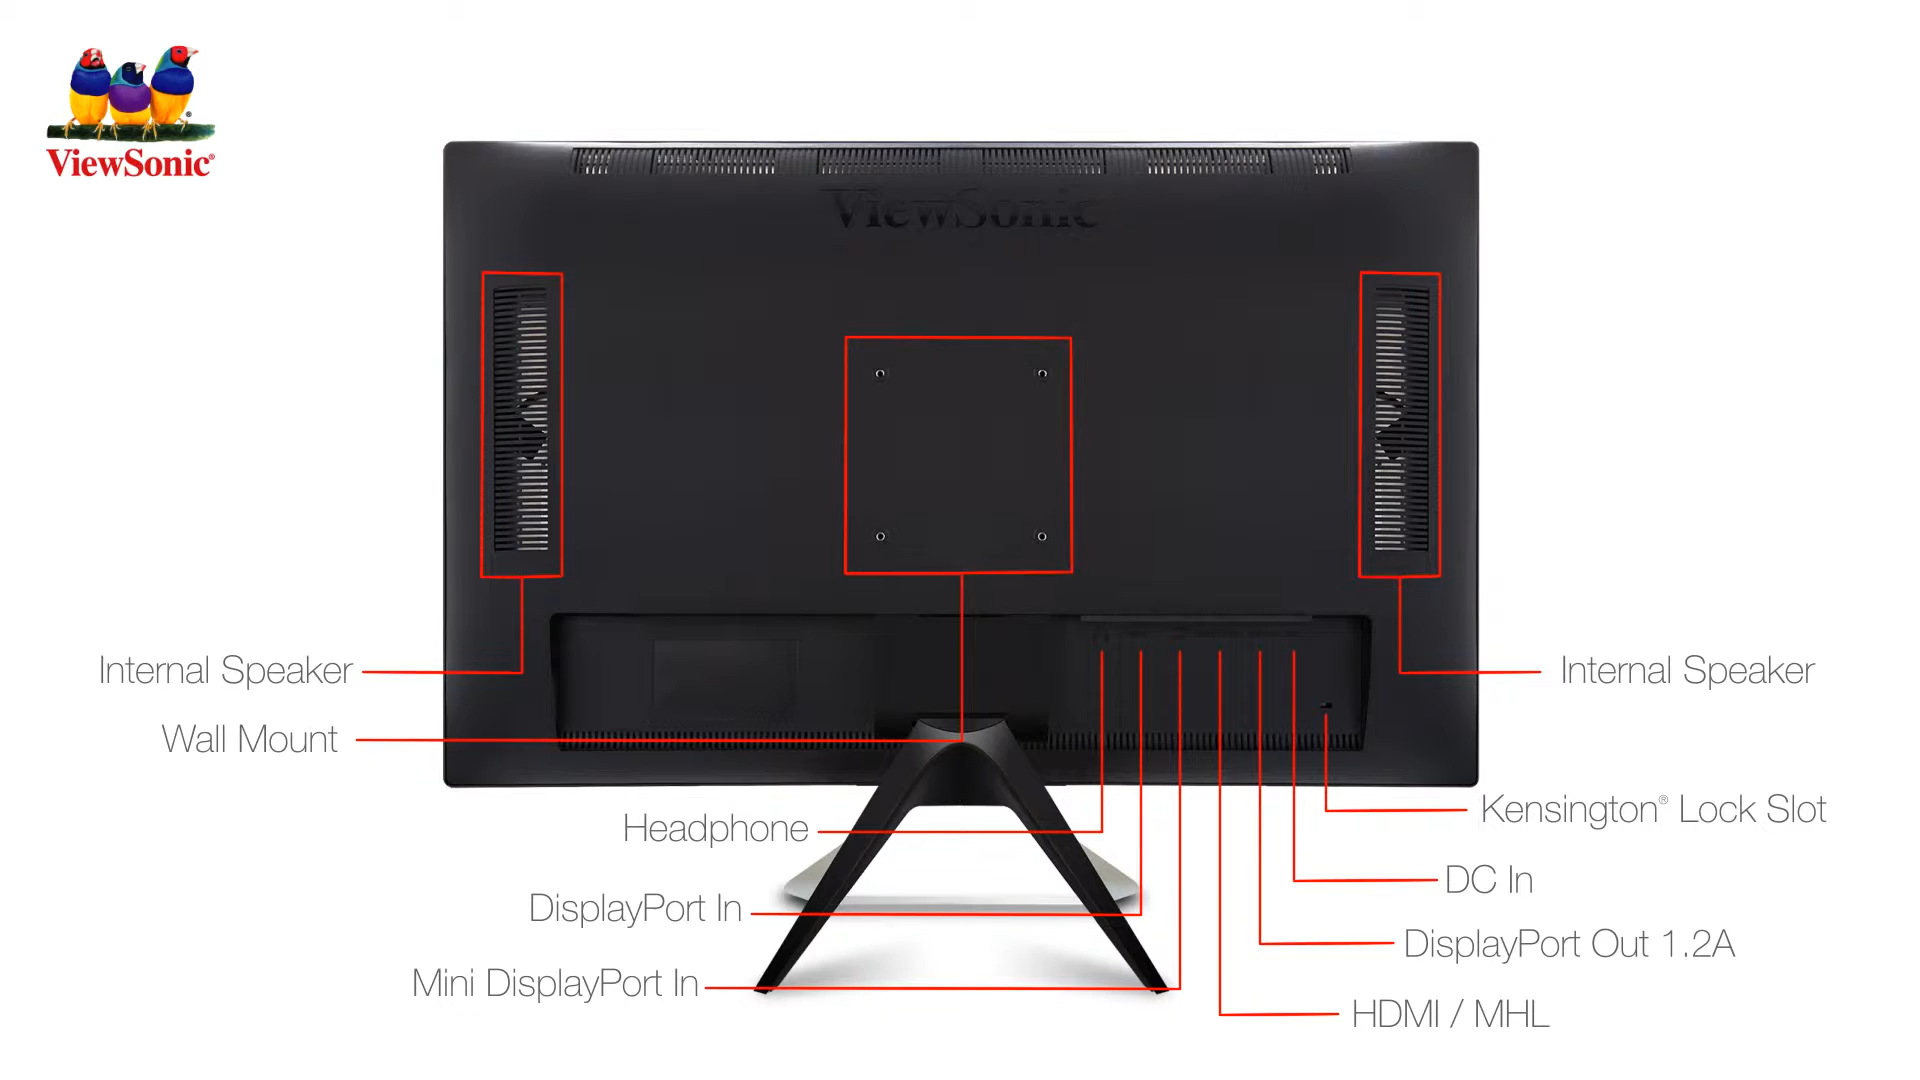 ViewSonic®
ViewSonic
Internal Speaker
Internal Speaker
Wall Mount
Kensington® Lock Slot
Headphone
DC In
DisplayPort In
DisplayPort Out 1.2A
Mini DisplayPort In
HDMI / MHL